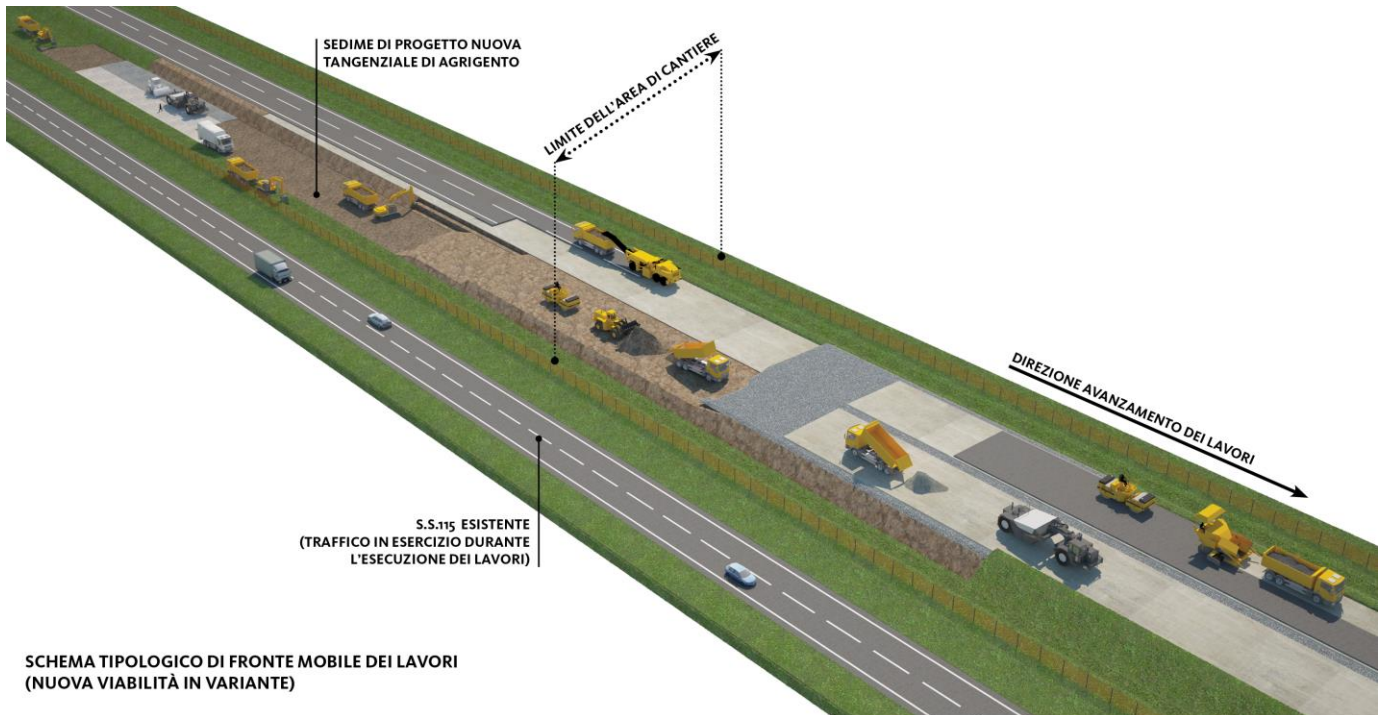 SEDIME DI PROGETTO NUOVA
TANGENZIALE DI AGRIGENTO
LIMITE DELL'AREA DI CANTIERE
DIREZIONE AVANZAMENTO DEI LAVORI
S.S.115 ESISTENTE
(TRAFFICO IN ESERCIZIO DURANTE
L'ESECUZIONE DEI LAVORI)
SCHEMA TIPOLOGICO DI FRONTE MOBILE DEI LAVORI
(NUOVA VIABILITÀ IN VARIANTE)